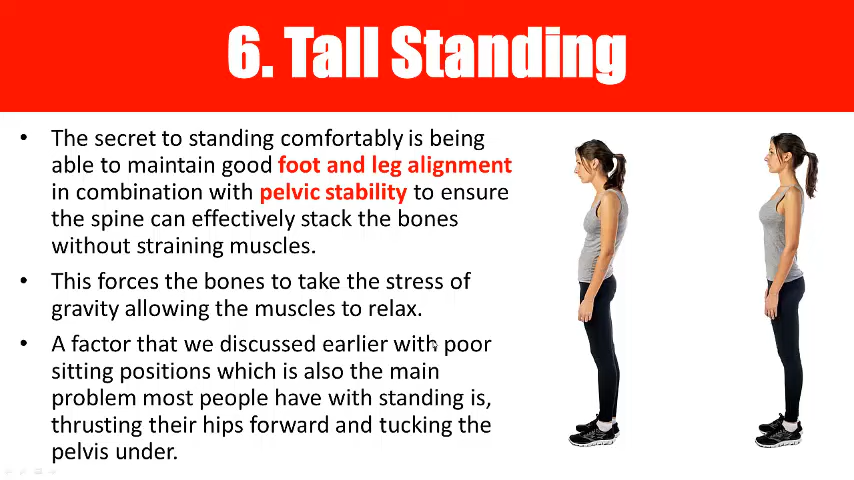 6. Tall Standing
• The secret to standing comfortably is being
able to maintain good foot and leg alignment
in combination with pelvic stability to ensure
the spine can effectively stack the bones
without straining muscles.
• This forces the bones to take the stress of
gravity allowing the muscles to relax.
• A factor that we discussed earlier with poor
sitting positions which is also the main
problem most people have with standing is,
thrusting their hips forward and tucking the
pelvis under.